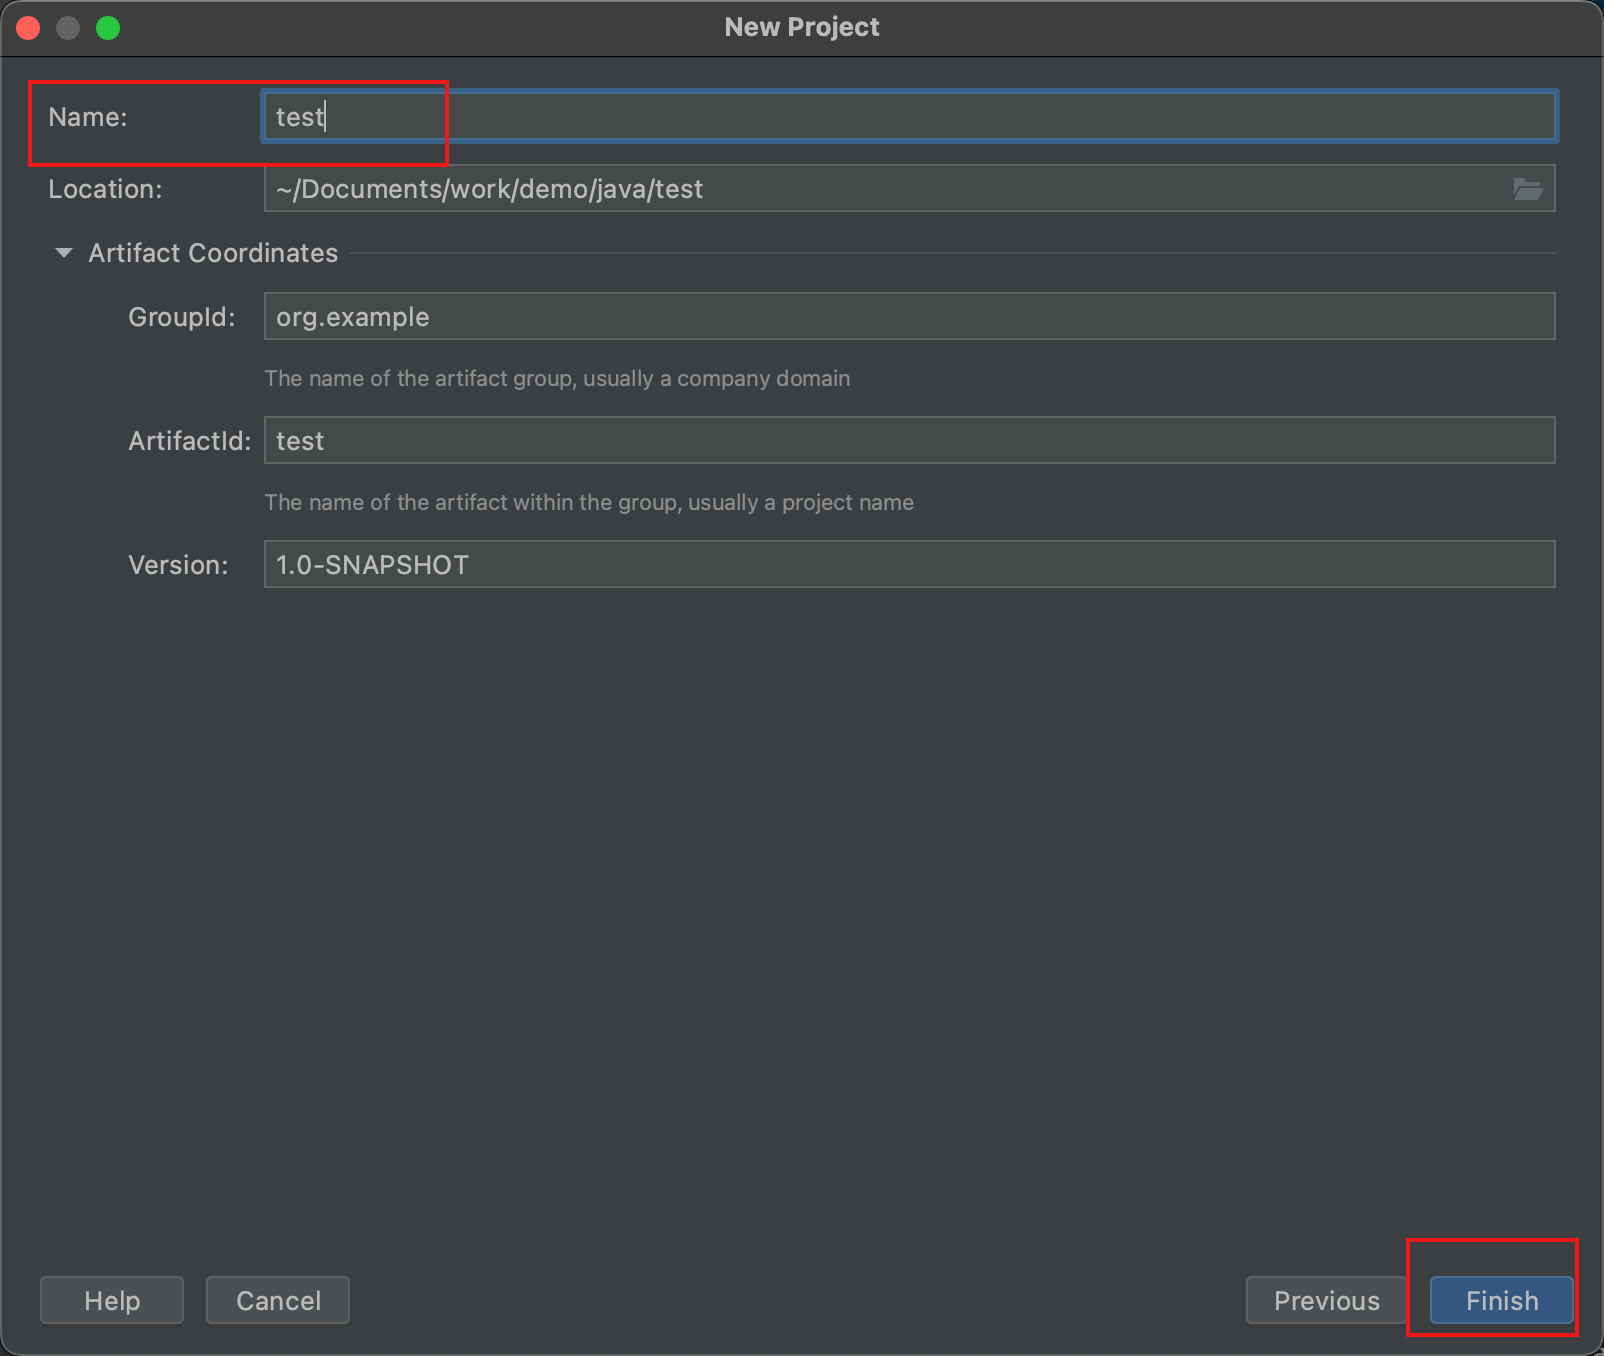 New Project
Name: test
Location: ~/Documents/work/demo/java/test
Artifact Coordinates
GroupId: org.example
The name of the artifact group, usually a company domain
ArtifactId: test
The name of the artifact within the group, usually a project name
Version: 1.0-SNAPSHOT
Help Cancel Previous Finish